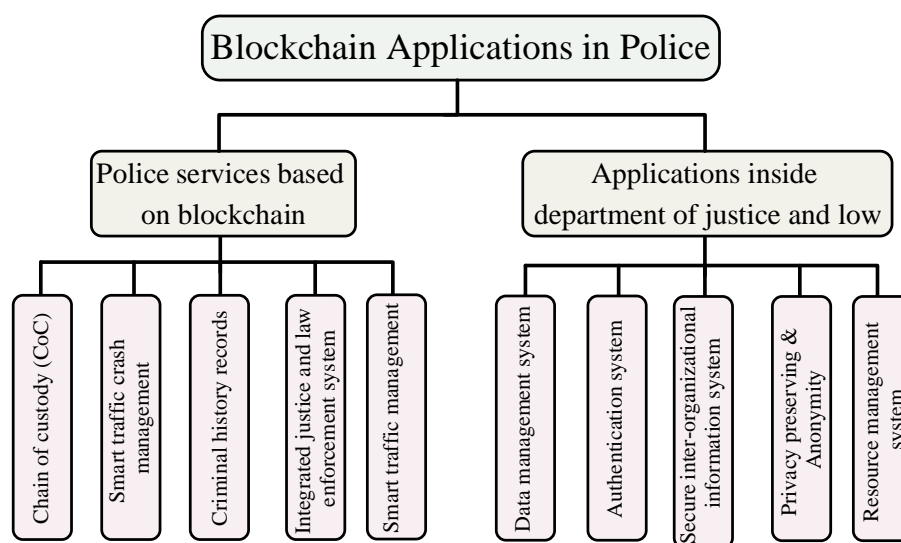 Blockchain Applications in Police
Police services based
on blockchain
Applications inside
department of justice and low
Chain of custody (CoC)
Smart traffic crash
management
Criminal history records
Integrated justice and law
enforcement system
Smart traffic management
Data management system
Authentication system
Secure inter-organizational
information system
Privacy preserving &
Anonymity
Resource management
system